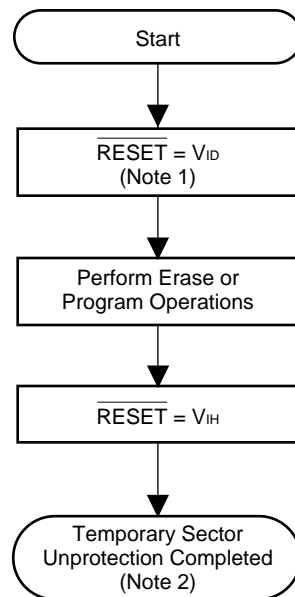 Start
RESET = VID
(Note 1)
Perform Erase or
Program Operations
RESET = VIH
Temporary Sector
Unprotection Completed
(Note 2)